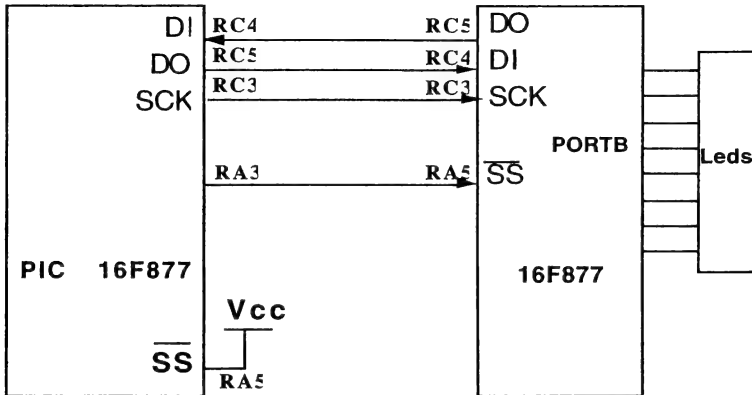 DI RC4 RC5 DO
DO RC5 RC4 DI
SCK RC3 RC3 SCK
PORTB
Leds
RA3 RA5 SS
PIC 16F877
16F877
Vcc
SS
RA5